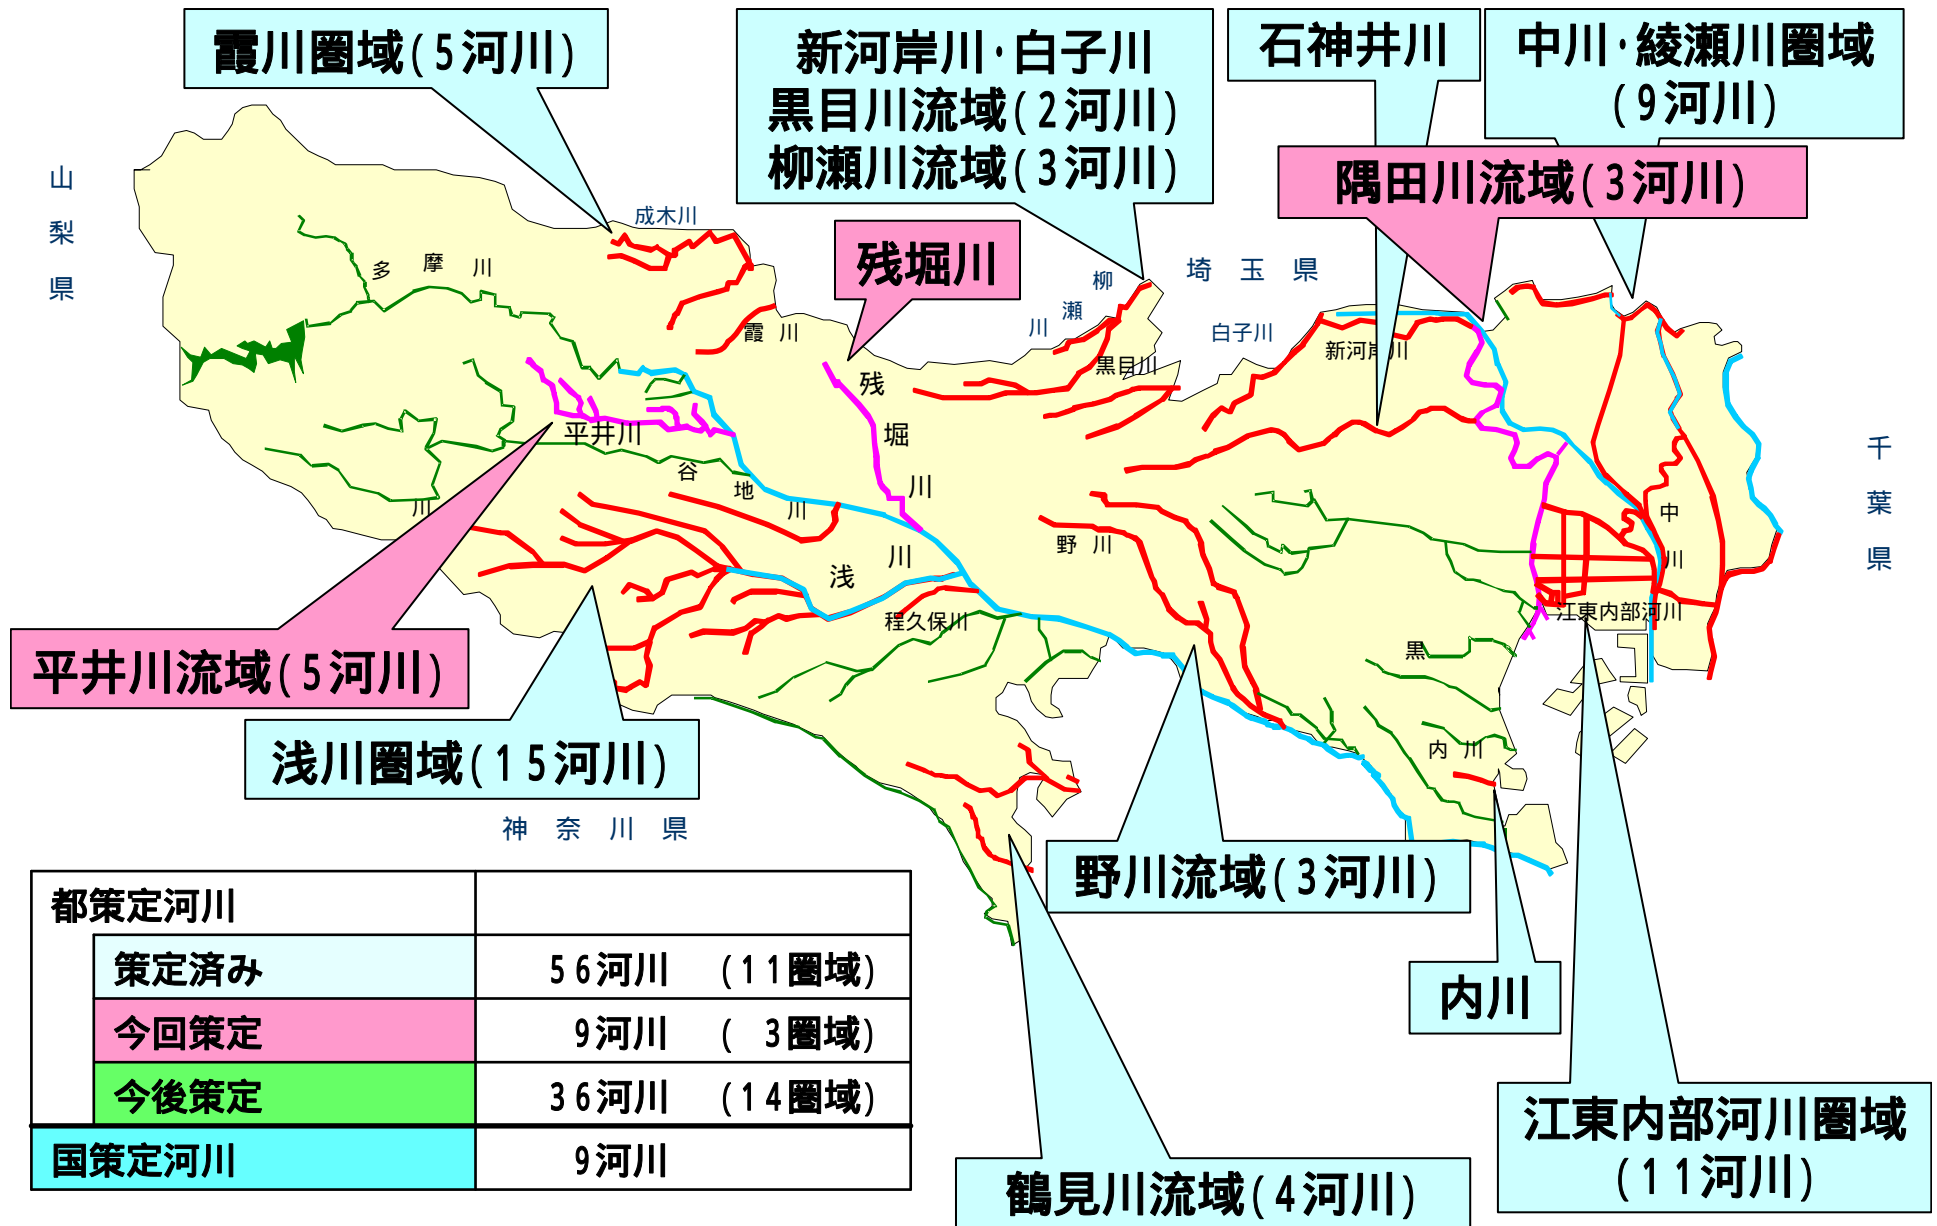 霞川圏域(5河川)
新河岸川・白子川
黒目川流域(2河川)
柳瀬川流域(3河川)
石神井川
中川・綾瀬川圏域
(9河川)
隅田川流域(3河川)
残堀川
山梨県
成木川
多摩川
霞川
柳瀬川
埼玉県
白子川
新河岸川
黒目川
残堀川
平井川
谷地川
川
浅川
野川
程久保川
中川
江東内部河川
黒
内川
千葉県
平井川流域(5河川)
浅川圏域(15河川)
神奈川県
野川流域(3河川)
内川
江東内部河川圏域
(11河川)
鶴見川流域(4河川)
都策定河川
策定済み 56河川 (11圏域)
今回策定 9河川 ( 3圏域)
今後策定 36河川 (14圏域)
国策定河川 9河川